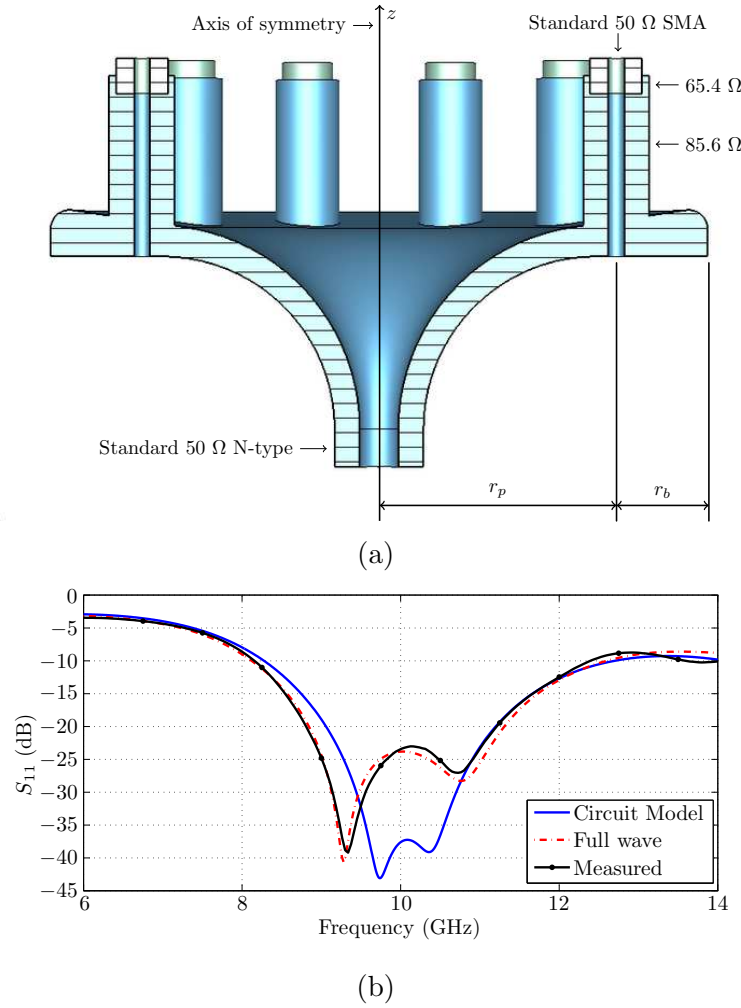 Axis of symmetry
z
Standard 50 Ω SMA
65.4 Ω
85.6 Ω
Standard 50 Ω N-type
r_p
r_b
(a)
0
−5
−10
−15
−20
−25
−30
−35
−40
−45
S_11 (dB)
Circuit Model
Full wave
Measured
6 8 10 12 14
Frequency (GHz)
(b)